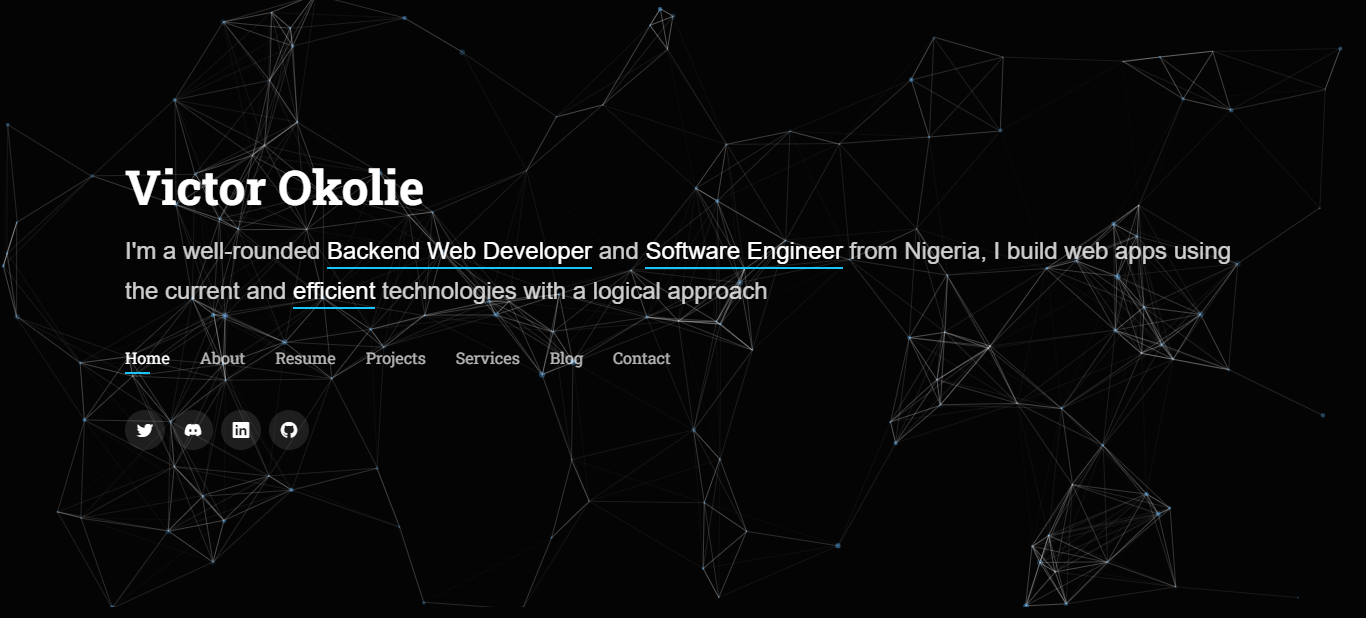 Victor Okolie
I'm a well-rounded Backend Web Developer and Software Engineer from Nigeria, I build web apps using
the current and efficient technologies with a logical approach
Home About Resume Projects Services Blog Contact
in